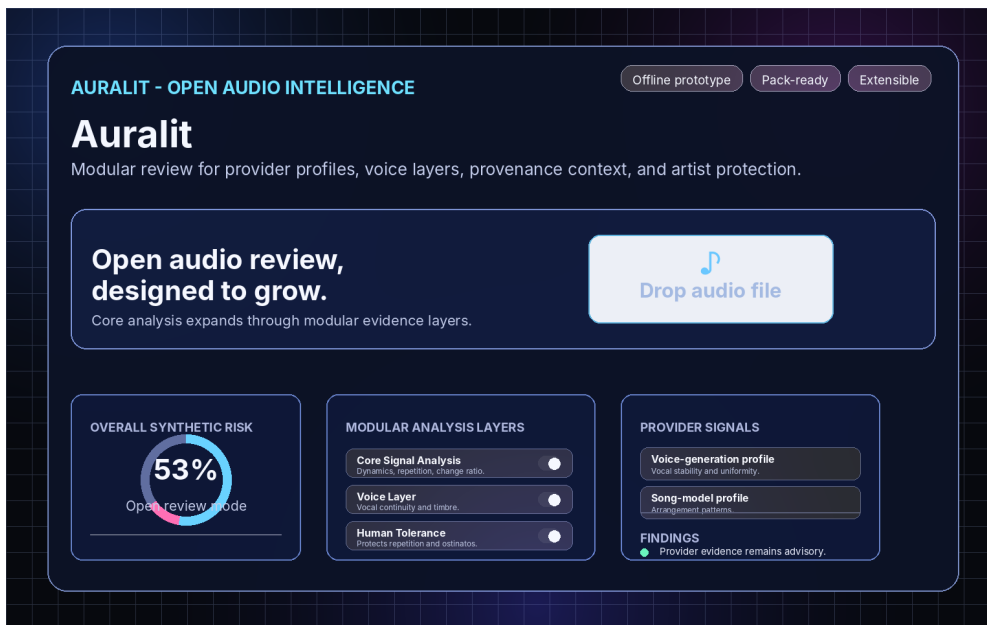 AURALIT - OPEN AUDIO INTELLIGENCE
Offline prototype
Pack-ready
Extensible
Auralit
Modular review for provider profiles, voice layers, provenance context, and artist protection.
Open audio review,
designed to grow.
Core analysis expands through modular evidence layers.
Drop audio file
OVERALL SYNTHETIC RISK
53%
Open review mode
MODULAR ANALYSIS LAYERS
Core Signal Analysis
Dynamics, repetition, change ratio.
Voice Layer
Vocal continuity and timbre.
Human Tolerance
Protects repetition and ostinatos.
PROVIDER SIGNALS
Voice-generation profile
Vocal stability and uniformity.
Song-model profile
Arrangement patterns.
FINDINGS
Provider evidence remains advisory.